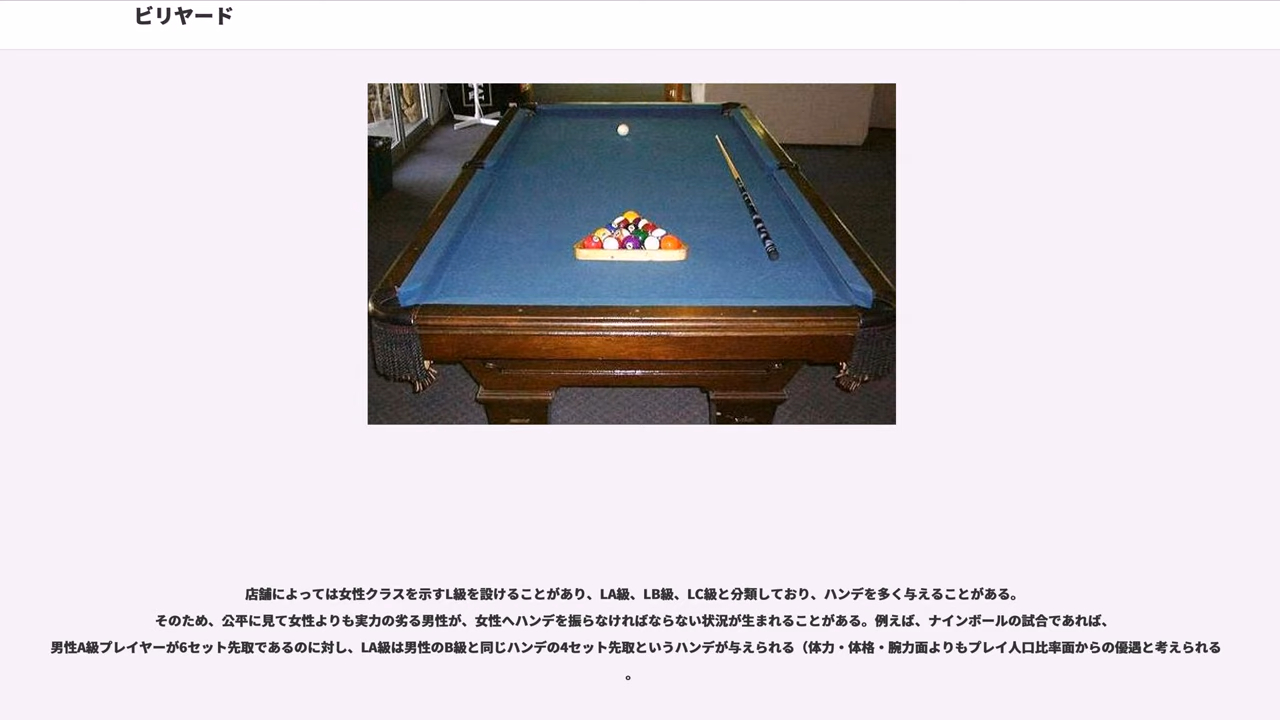 ビリヤード
店舗によっては女性クラスを示すL級を設けることがあり、LA級、LB級、LC級と分類しており、ハンデを多く与えることがある。
そのため、公平に見て女性よりも実力の劣る男性が、女性へハンデを振らなければならない状況が生まれることがある。例えば、ナインボールの試合であれば、
男性A級プレイヤーが6セット先取であるのに対し、LA級は男性のB級と同じハンデの4セット先取というハンデが与えられる（体力・体格・腕力面よりもプレイ人口比率面からの優遇と考えられる
。